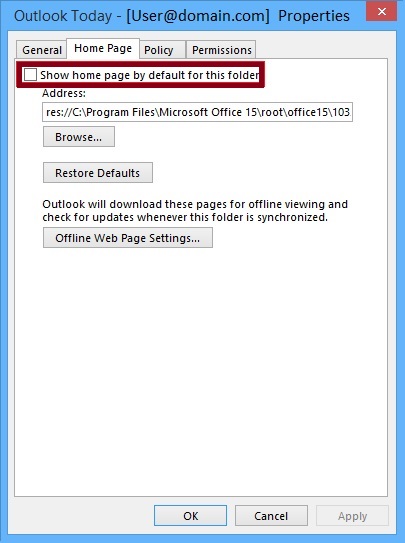 Outlook Today - [User@domain.com] Properties
General Home Page Policy Permissions
Show home page by default for this folder
Address:
res://C:\Program Files\Microsoft Office 15\root\office15\103
Browse...
Restore Defaults
Outlook will download these pages for offline viewing and
check for updates whenever this folder is synchronized.
Offline Web Page Settings...
OK Cancel Apply